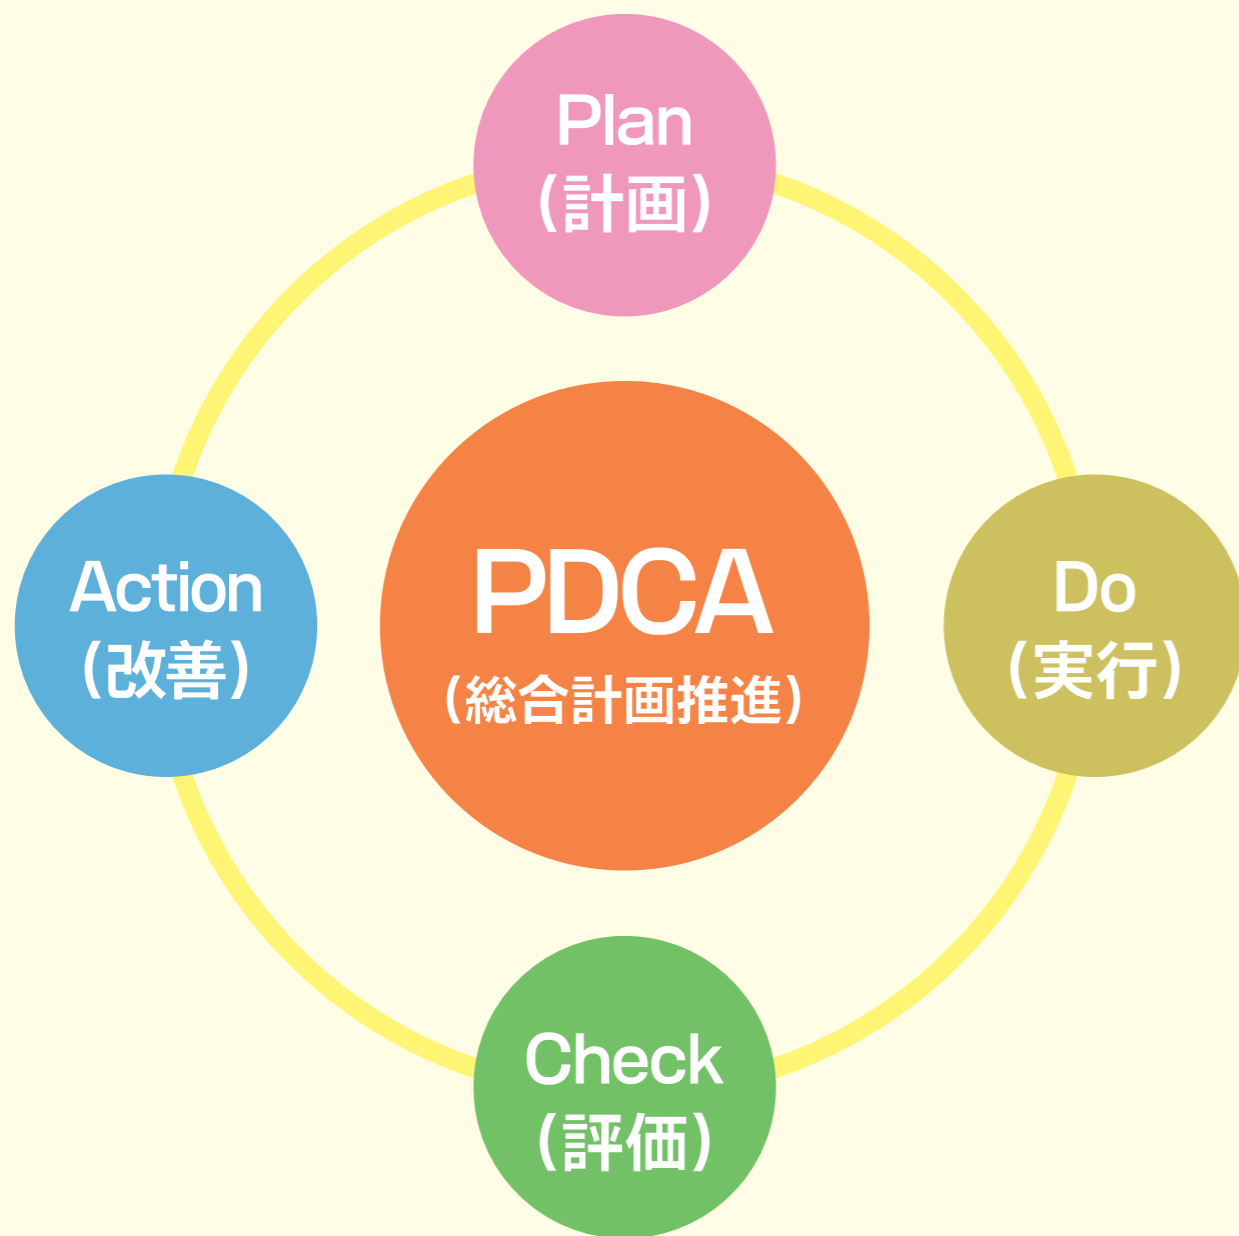 Plan
(計画)
Action
(改善)
PDCA
(総合計画推進)
Do
(実行)
Check
(評価)